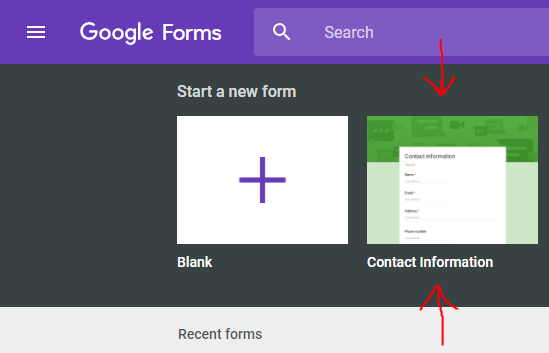 Google Forms
Search
Start a new form
Contact information
Name *
Email *
Address *
Phone number
Blank
Contact Information
Recent forms